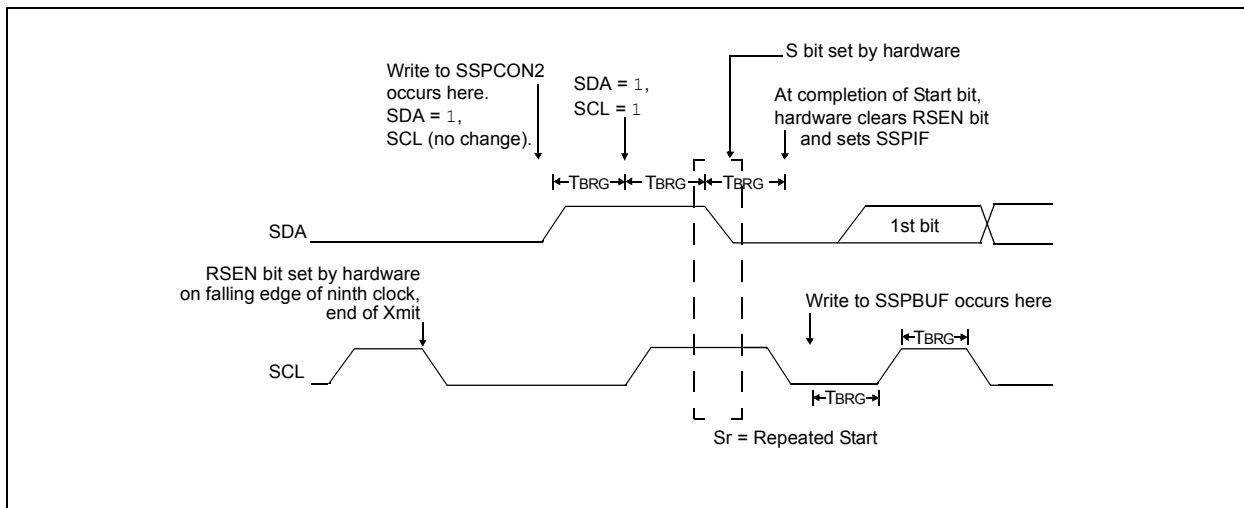 S bit set by hardware
Write to SSPCON2
occurs here.
SDA = 1,
SCL (no change).
SDA = 1,
SCL = 1
At completion of Start bit,
hardware clears RSEN bit
and sets SSPIF
TBRG TBRG TBRG
SDA
1st bit
RSEN bit set by hardware
on falling edge of ninth clock,
end of Xmit
Write to SSPBUF occurs here
TBRG
SCL
TBRG
Sr = Repeated Start